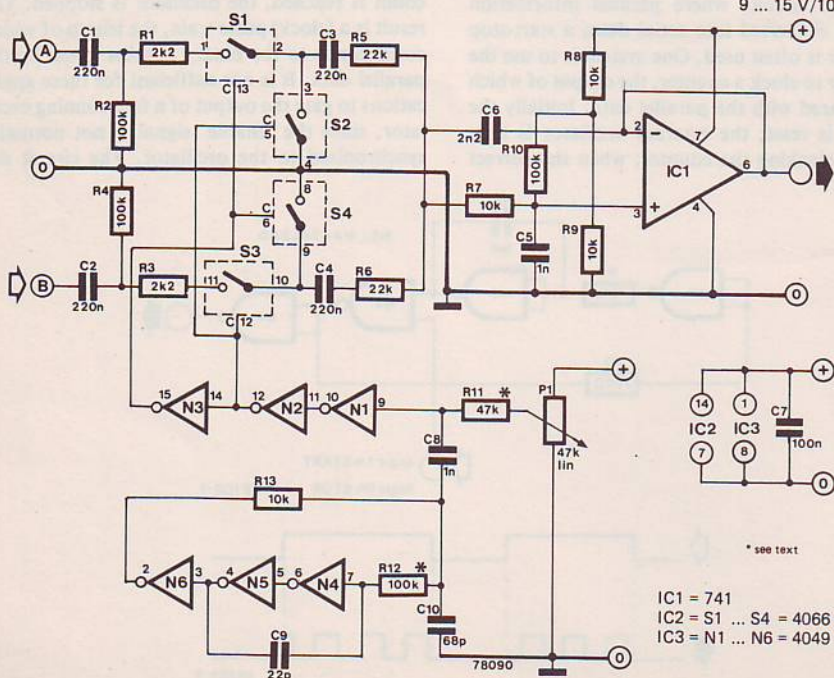 9...15 V/10
A
C1
220n
R1
2k2
S1
1
2
13
C
C3
220n
R5
22k
R2
100k
3
S2
C
5
4
0
R4
100k
8
S4
C
6
9
B
C2
220n
R3
2k2
S3
11
10
C
12
C4
220n
R6
22k
C6
2n2
R7
10k
R10
100k
R8
10k
R9
10k
C5
1n
2
−
3
+
IC1
7
6
4
+
0
15
N3
14
12
N2
11
10
N1
9
R11
*
47k
P1
47k
lin
+
C8
1n
R13
10k
2
N6
3
4
N5
5
6
N4
7
R12
*
100k
C9
22p
C10
68p
78090
0
14
IC2
7
1
IC3
8
C7
100n
+
0
* see text
IC1 = 741
IC2 = S1 ... S4 = 4066
IC3 = N1 ... N6 = 4049